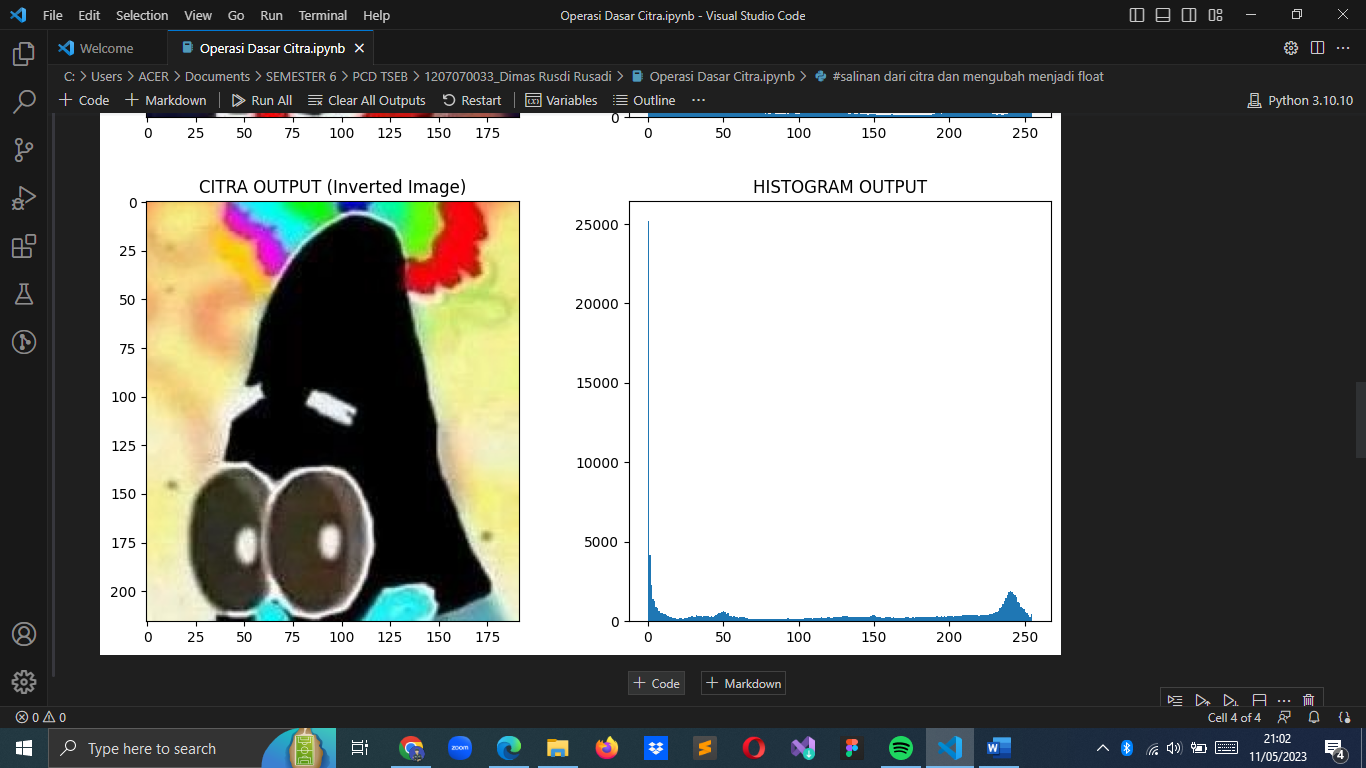 File Edit Selection View Go Run Terminal Help
Operasi Dasar Citra.ipynb - Visual Studio Code
Welcome
Operasi Dasar Citra.ipynb
C: > Users > ACER > Documents > SEMESTER 6 > PCD TSEB > 1207070033_Dimas Rusdi Rusadi > Operasi Dasar Citra.ipynb > #salinan dari citra dan mengubah menjadi float
+ Code + Markdown Run All Clear All Outputs Restart Variables Outline ... Python 3.10.10
0
0 25 50 75 100 125 150 175
0 50 100 150 200 250
CITRA OUTPUT (Inverted Image)
0
25
50
75
100
125
150
175
200
0 25 50 75 100 125 150 175
HISTOGRAM OUTPUT
25000
20000
15000
10000
5000
0
0 50 100 150 200 250
+ Code + Markdown
0 0
Cell 4 of 4
Type here to search
zoom
21:02
11/05/2023
4